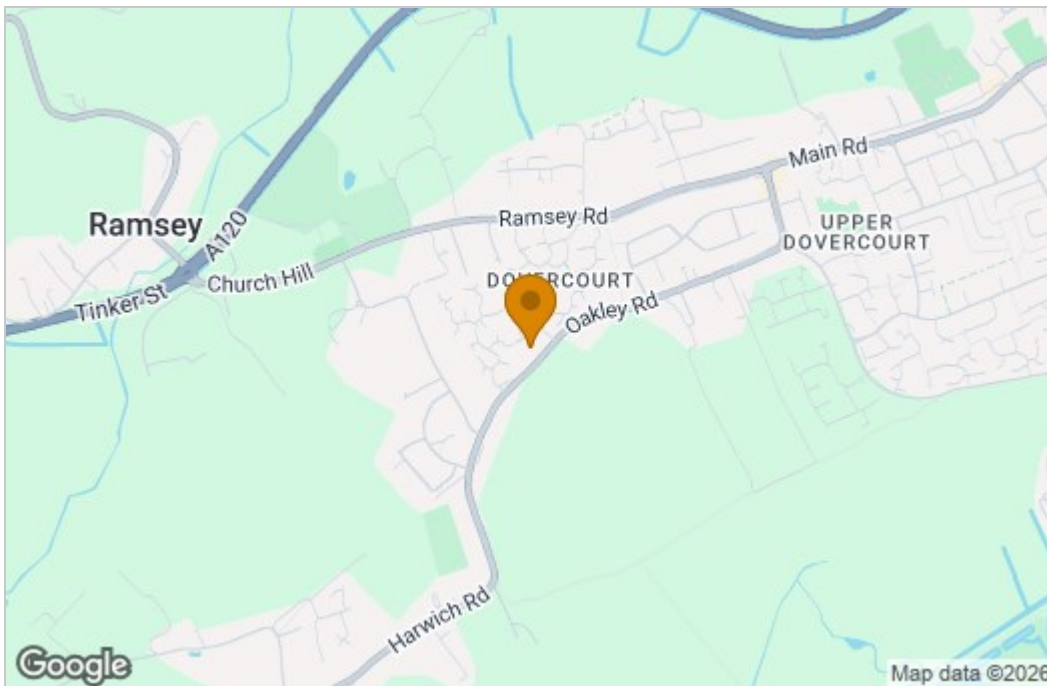 Main Rd
Ramsey Rd
Ramsey
A120
UPPER
DOVERCOURT
Church Hill
DOVERCOURT
Tinker St
Oakley Rd
Harwich Rd
Google
Map data ©2026